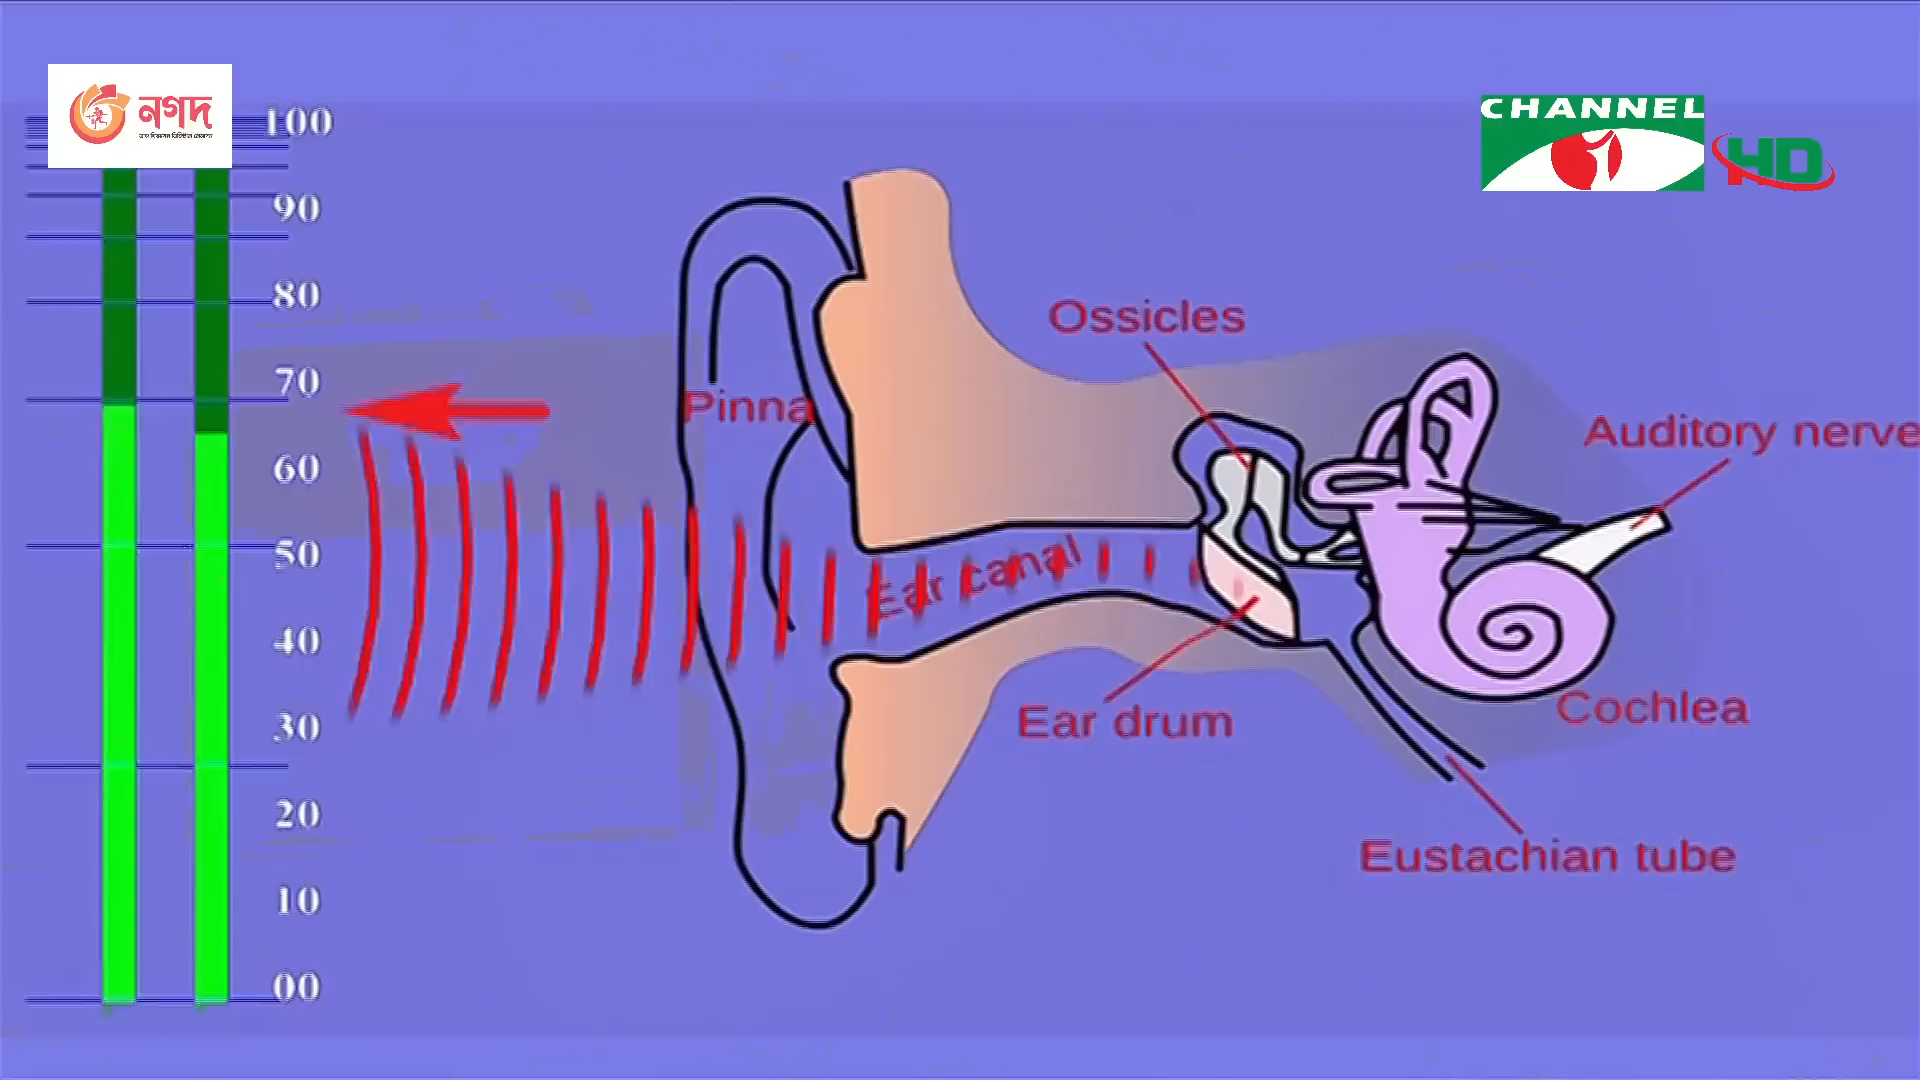 নগদ
CHANNEL
HD
100
90
80
70
60
50
40
30
20
10
00
Ossicles
Pinna
Auditory nerve
Ear canal
Ear drum
Cochlea
Eustachian tube